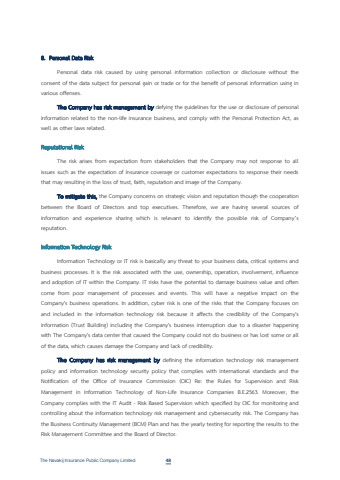 8. Personal Data Risk
Personal data risk caused by using personal information collection or disclosure without the
consent of the data subject for personal gain or trade or for the benefit of personal information using in
various offenses.
The Company has risk management by defying the guidelines for the use or disclosure of personal
information related to the non-life insurance business, and comply with the Personal Protection Act, as
well as other laws related.
Reputational Risk
The risk arises from expectation from stakeholders that the Company may not response to all
issues such as the expectation of insurance coverage or customer expectations to response their needs
that may resulting in the loss of trust, faith, reputation and image of the Company.
To mitigate this, the Company concerns on strategic vision and reputation though the cooperation
between the Board of Directors and top executives. Therefore, we are having several sources of
information and experience sharing which is relevant to identify the possible risk of Company's
reputation.
Information Technology Risk
Information Technology or IT risk is basically any threat to your business data, critical systems and
business processes. It is the risk associated with the use, ownership, operation, involvement, influence
and adoption of IT within the Company. IT risks have the potential to damage business value and often
come from poor management of processes and events. This will have a negative impact on the
Company's business operations. In addition, cyber risk is one of the risks that the Company focuses on
and included in the information technology risk because it affects the credibility of the Company's
information (Trust Building) including the Company's business interruption due to a disaster happening
with The Company's data center that caused the Company could not do business or has lost some or all
of the data, which causes damage the Company and lack of credibility.
The Company has risk management by defining the information technology risk management
policy and information technology security policy that complies with international standards and the
Notification of the Office of Insurance Commission (OIC) Re: the Rules for Supervision and Risk
Management in Information Technology of Non-Life Insurance Companies B.E.2563. Moreover, the
Company complies with the IT Audit - Risk Based Supervision which specified by OIC for monitoring and
controlling about the information technology risk management and cybersecurity risk. The Company has
the Business Continuity Management (BCM) Plan and has the yearly testing for reporting the results to the
Risk Management Committee and the Board of Director.
The Navakij Insurance Public Company Limited